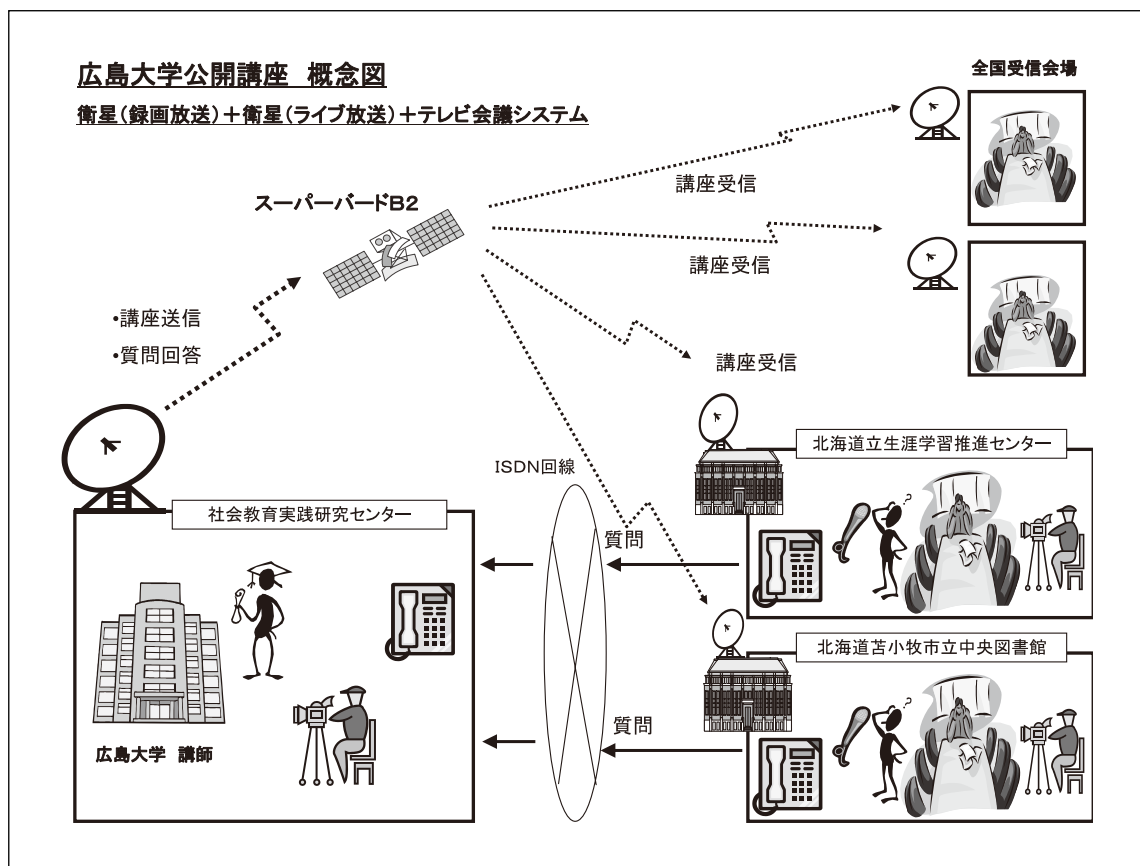 広島大学公開講座 概念図
衛星(録画放送)+衛星(ライブ放送)+テレビ会議システム
全国受信会場
スーパーバードB2
講座受信
講座受信
•講座送信
•質問回答
講座受信
ISDN回線
北海道立生涯学習推進センター
社会教育実践研究センター
質問
?
北海道苫小牧市立中央図書館
質問
?
広島大学 講師